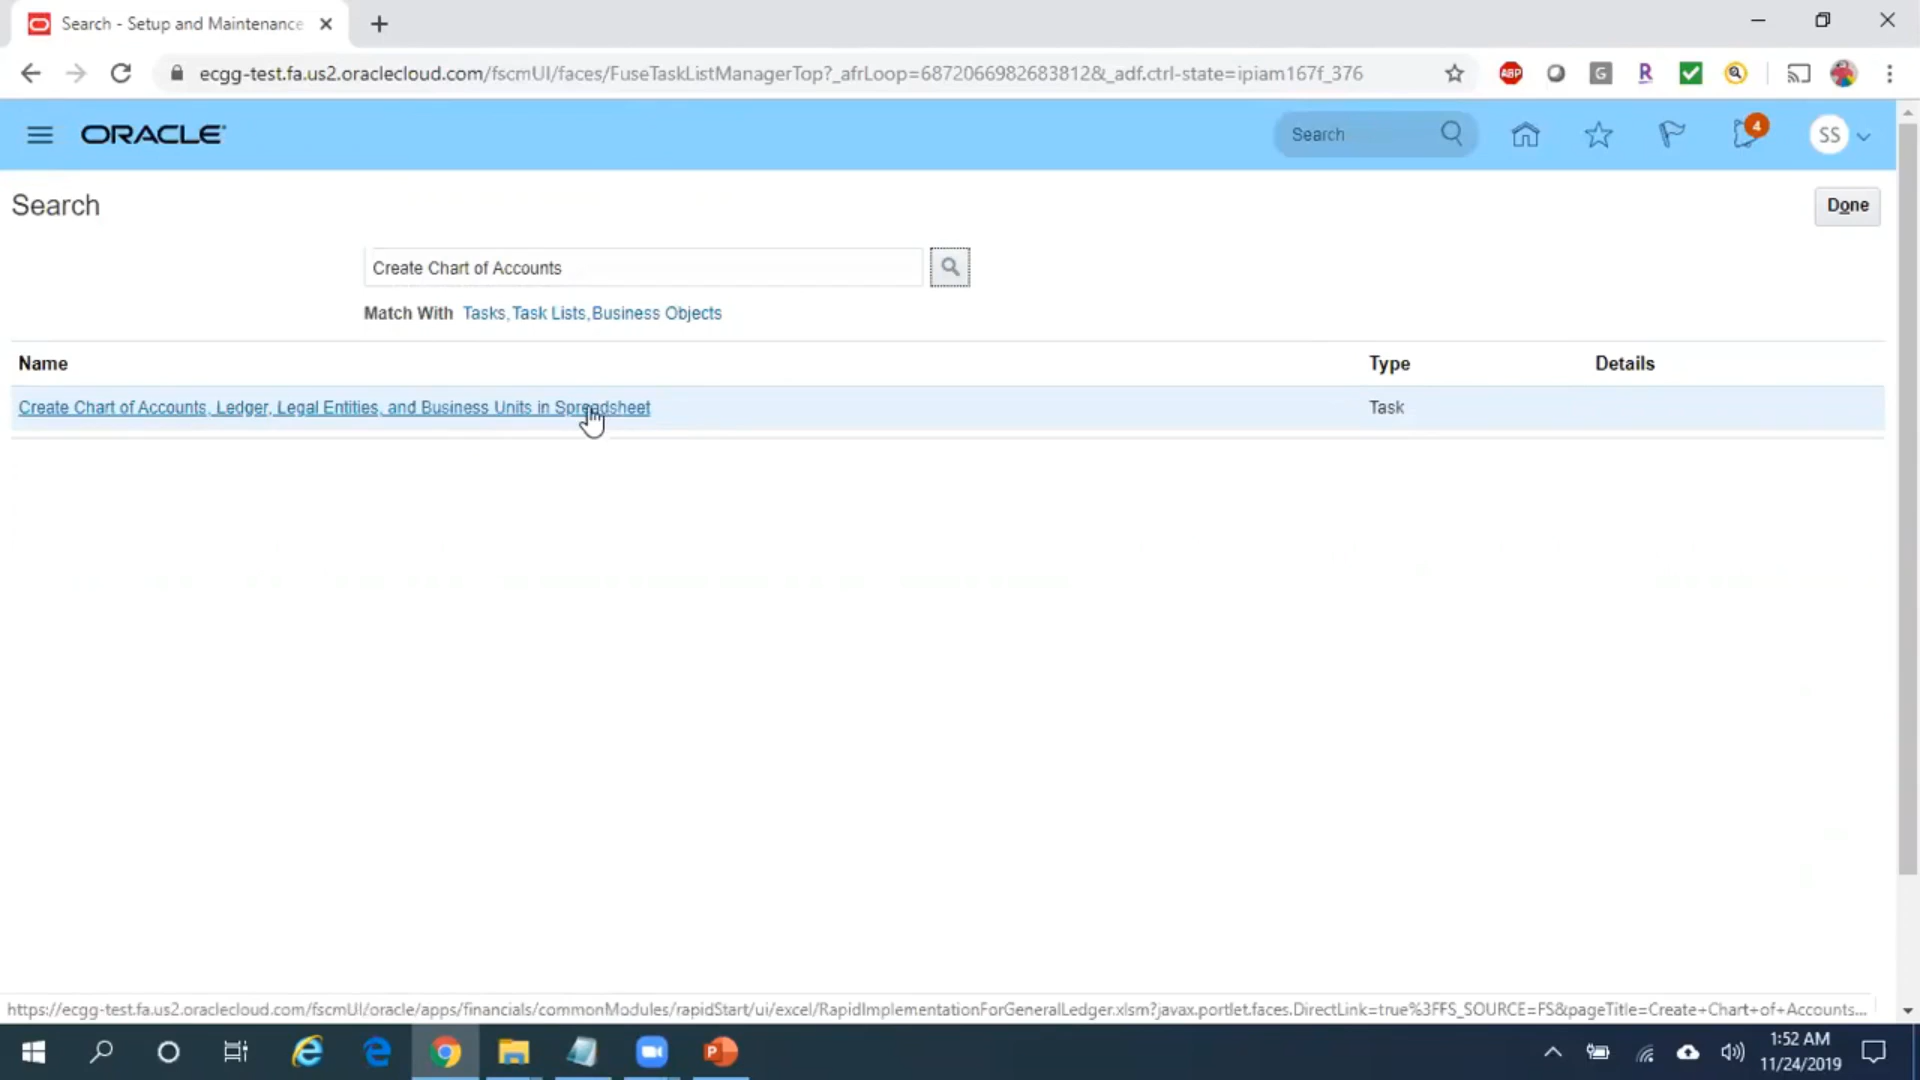 Search - Setup and Maintenance
ecgg-test.fa.us2.oraclecloud.com/fscmUI/faces/FuseTaskListManagerTop?_afrLoop=6872066982683812&_adf.ctrl-state=ipiam167f_376
ABP
G
R
ORACLE
Search
4
SS
Search
Done
Create Chart of Accounts
Match With Tasks, Task Lists, Business Objects
Name Type Details
Create Chart of Accounts, Ledger, Legal Entities, and Business Units in Spreadsheet Task
https://ecgg-test.fa.us2.oraclecloud.com/fscmUI/oracle/apps/financials/commonModules/rapidStart/ui/excel/RapidImplementationForGeneralLedger.xlsm?javax.portlet.faces.DirectLink=true%3FFS_SOURCE=FS&pageTitle=Create+Chart+of+Accounts...
1:52 AM
11/24/2019